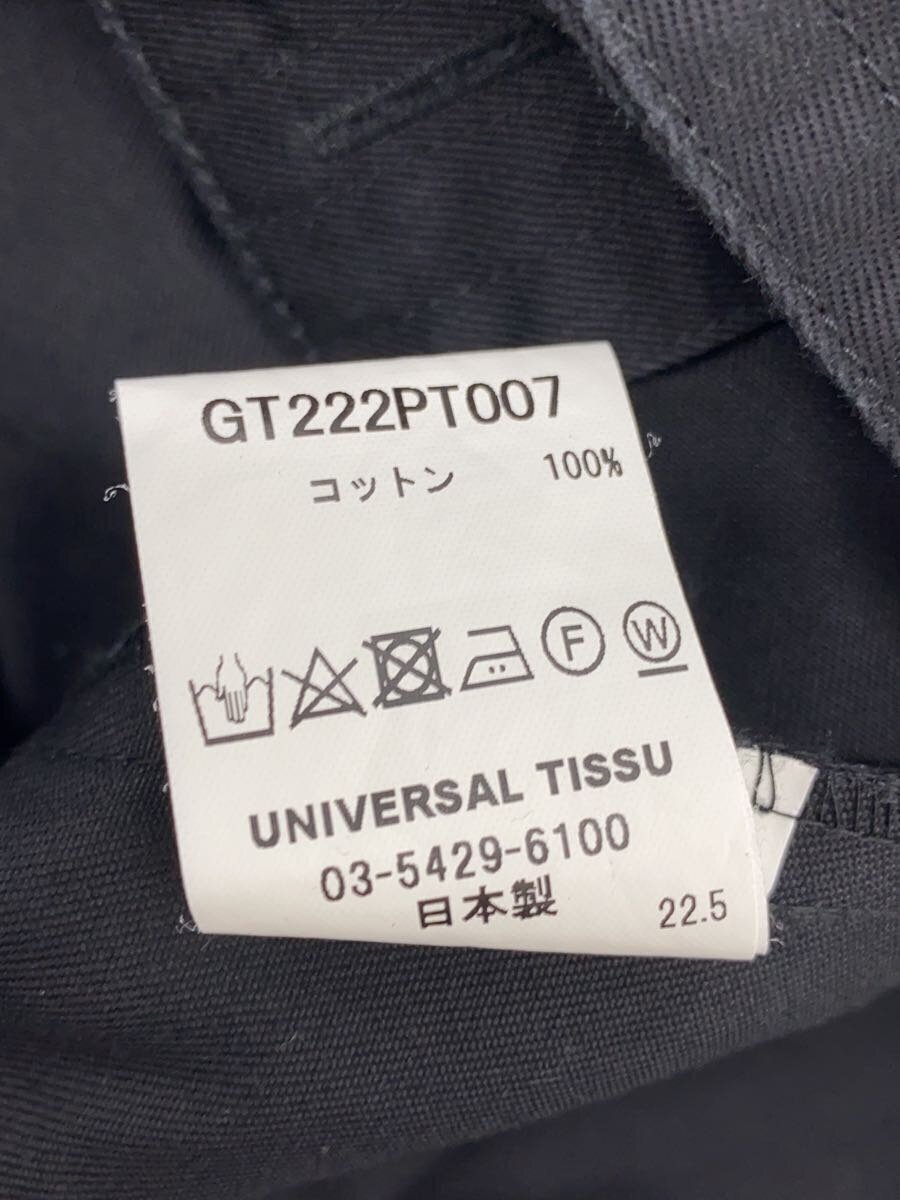 GT222PT007
コットン 100%
F W
UNIVERSAL TISSU
03-5429-6100
日本製 22.5